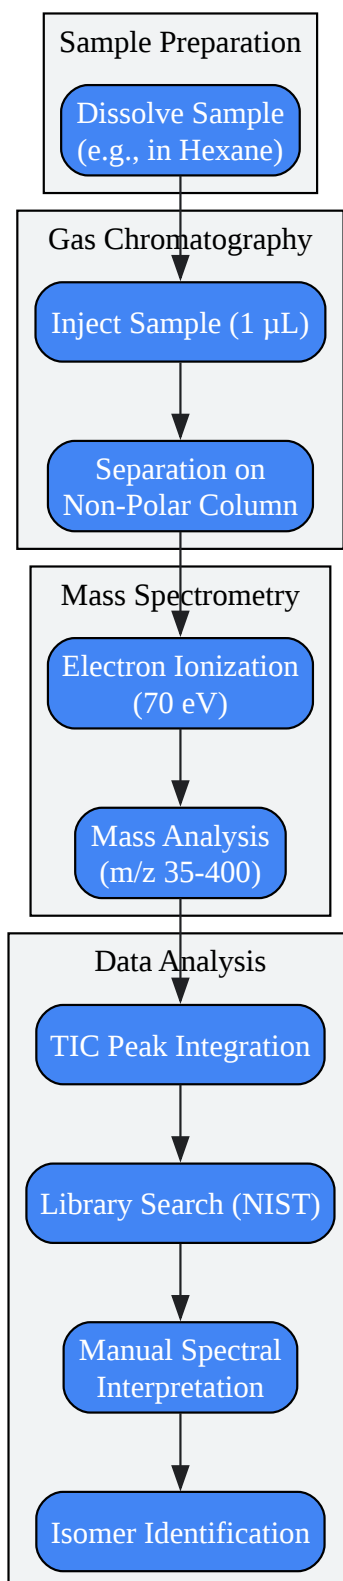 Sample Preparation
Dissolve Sample
(e.g., in Hexane)
Gas Chromatography
Inject Sample (1 µL)
Separation on
Non-Polar Column
Mass Spectrometry
Electron Ionization
(70 eV)
Mass Analysis
(m/z 35-400)
Data Analysis
TIC Peak Integration
Library Search (NIST)
Manual Spectral
Interpretation
Isomer Identification